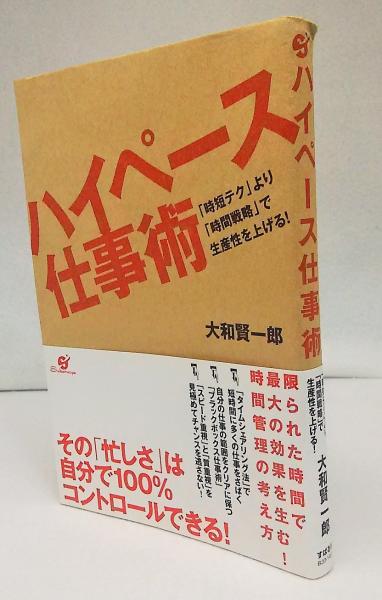 ハイペース
仕事術
「時短テク」より
「時間戦略」で
生産性を上げる!
大和賢一郎
限られた時間で
最大の効果を生む!
時間管理の考え方
「タイムシェアリング法」で
短時間に多くの仕事をさばく
自分の仕事の範囲をクリアに保つ
「ブラックボックス仕事術」
「スピード重視」と「質重視」を
見極めてチャンスを逃さない!
その「忙しさ」は
自分で100%
コントロールできる!
ハイペース仕事術
「時間戦略」で
生産性を上げる!
大和賢一郎